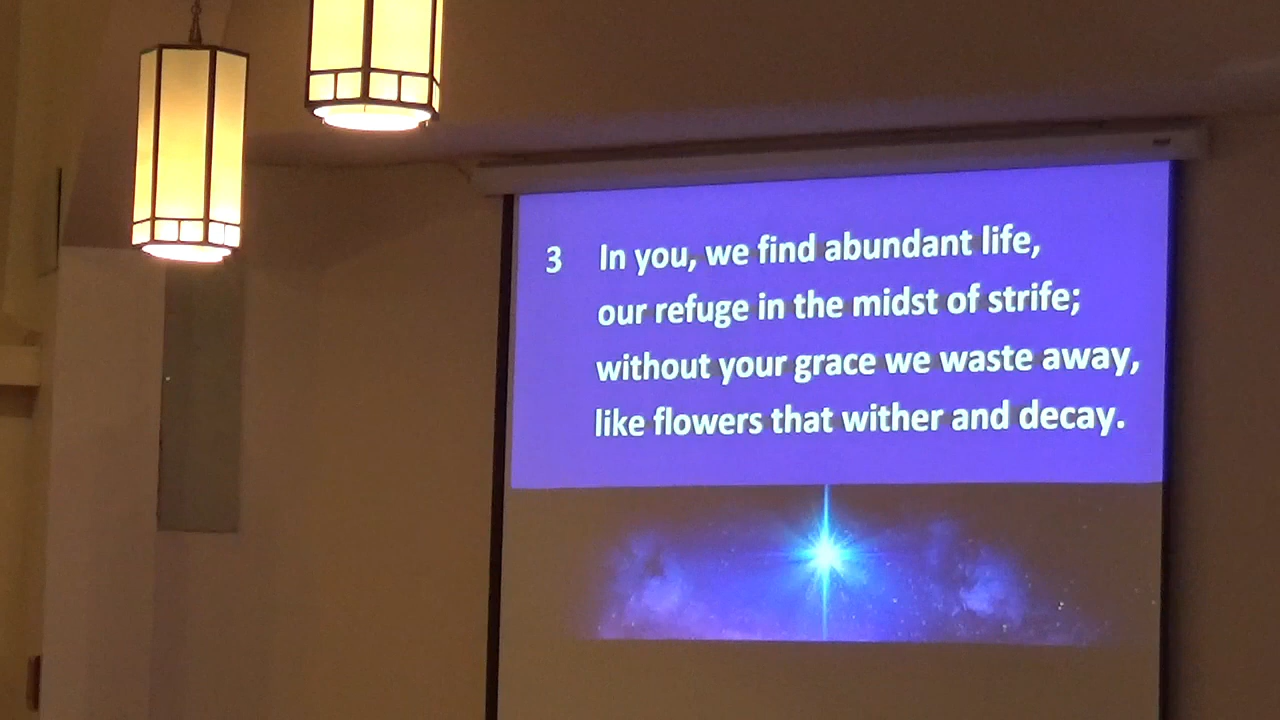 3 In you, we find abundant life,
our refuge in the midst of strife;
without your grace we waste away,
like flowers that wither and decay.